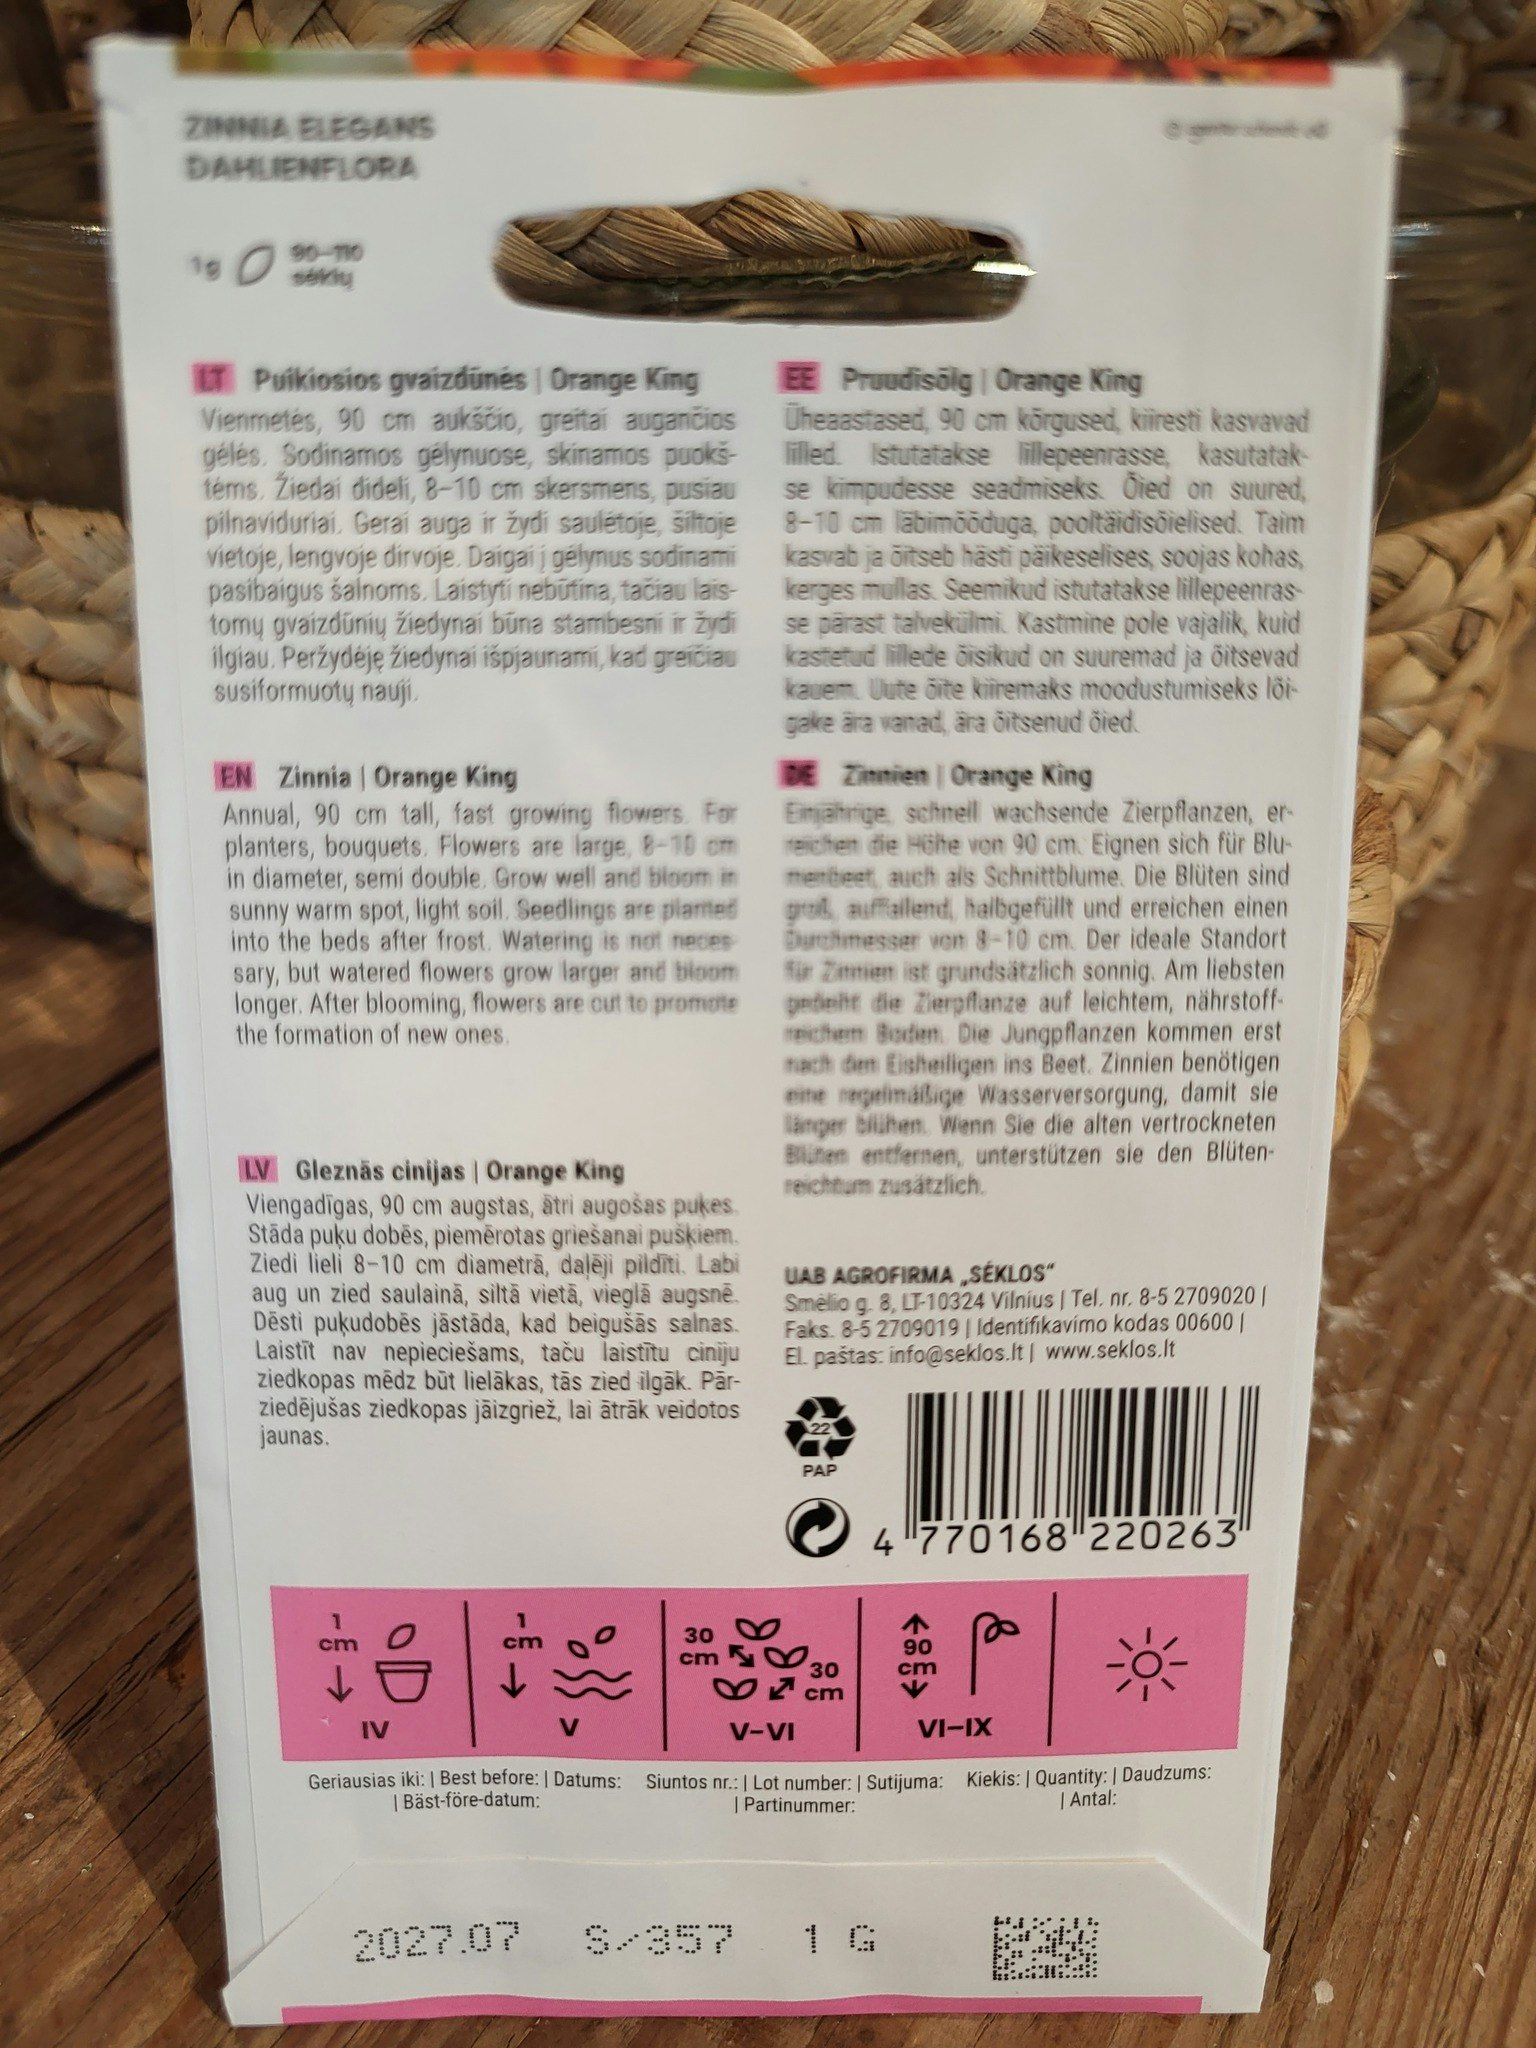 ZINNIA ELEGANS
DAHLIENFLORA
1g 90–110
sėklų
LT Puikiosios gvaizdūnės | Orange King
Vienmetės, 90 cm aukščio, greitai augančios
gėlės. Sodinamos gėlynuose, skinamos puokš-
tėms. Žiedai dideli, 8–10 cm skersmens, pusiau
pilnaviduriai. Gerai auga ir žydi saulėtoje, šiltoje
vietoje, lengvoje dirvoje. Daigai į gėlynus sodinami
pasibaigus šalnoms. Laistyti nebūtina, tačiau lais-
tomų gvaizdūnių žiedynai būna stambesni ir žydi
ilgiau. Peržydėję žiedynai išpjaunami, kad greičiau
susiformuotų nauji.
EN Zinnia | Orange King
Annual, 90 cm tall, fast growing flowers. For
planters, bouquets. Flowers are large, 8–10 cm
in diameter, semi double. Grow well and bloom in
sunny warm spot, light soil. Seedlings are planted
into the beds after frost. Watering is not neces-
sary, but watered flowers grow larger and bloom
longer. After blooming, flowers are cut to promote
the formation of new ones.
LV Gleznās cinijas | Orange King
Viengadīgas, 90 cm augstas, ātri augošas puķes.
Stāda puķu dobēs, piemērotas griešanai pušķiem.
Ziedi lieli 8–10 cm diametrā, daļēji pildīti. Labi
aug un zied saulainā, siltā vietā, vieglā augsnē.
Dēsti puķudobēs jāstāda, kad beigušās salnas.
Laistīt nav nepieciešams, taču laistītu ciniju
ziedkopas mēdz būt lielākas, tās zied ilgāk. Pār-
ziedējušas ziedkopas jāizgriež, lai ātrāk veidotos
jaunas.
EE Pruudisõlg | Orange King
Üheaastased, 90 cm kõrgused, kiiresti kasvavad
lilled. Istutatakse lillepeenrasse, kasutatak-
se kimpudesse seadmiseks. Õied on suured,
8–10 cm läbimõõduga, pooltäidisõielised. Taim
kasvab ja õitseb hästi päikeselises, soojas kohas,
kerges mullas. Seemikud istutatakse lillepeenras-
se pärast talvekülmi. Kastmine pole vajalik, kuid
kastetud lillede õisikud on suuremad ja õitsevad
kauem. Uute õite kiiremaks moodustumiseks lõi-
gake ära vanad, ära õitsenud õied.
DE Zinnien | Orange King
Einjährige, schnell wachsende Zierpflanzen, er-
reichen die Höhe von 90 cm. Eignen sich für Blu-
menbeet, auch als Schnittblume. Die Blüten sind
groß, auffallend, halbgefüllt und erreichen einen
Durchmesser von 8–10 cm. Der ideale Standort
für Zinnien ist grundsätzlich sonnig. Am liebsten
gedeiht die Zierpflanze auf leichtem, nährstoff-
reichem Boden. Die Jungpflanzen kommen erst
nach den Eisheiligen ins Beet. Zinnien benötigen
eine regelmäßige Wasserversorgung, damit sie
länger blühen. Wenn Sie die alten vertrockneten
Blüten entfernen, unterstützen sie den Blüten-
reichtum zusätzlich.
UAB AGROFIRMA „SĖKLOS“
Smėlio g. 8, LT-10324 Vilnius | Tel. nr. 8-5 2709020 |
Faks. 8-5 2709019 | Identifikavimo kodas 00600 |
El. paštas: info@seklos.lt | www.seklos.lt
22
PAP
4 770168 220263
1 cm IV
1 cm V
30 cm 30 cm V–VI
90 cm VI–IX
Geriausias iki: | Best before: | Datums:
| Bäst-före-datum:
Siuntos nr.: | Lot number: | Sutijuma:
| Partinummer:
Kiekis: | Quantity: | Daudzums:
| Antal:
2027.07 S/357 1 G